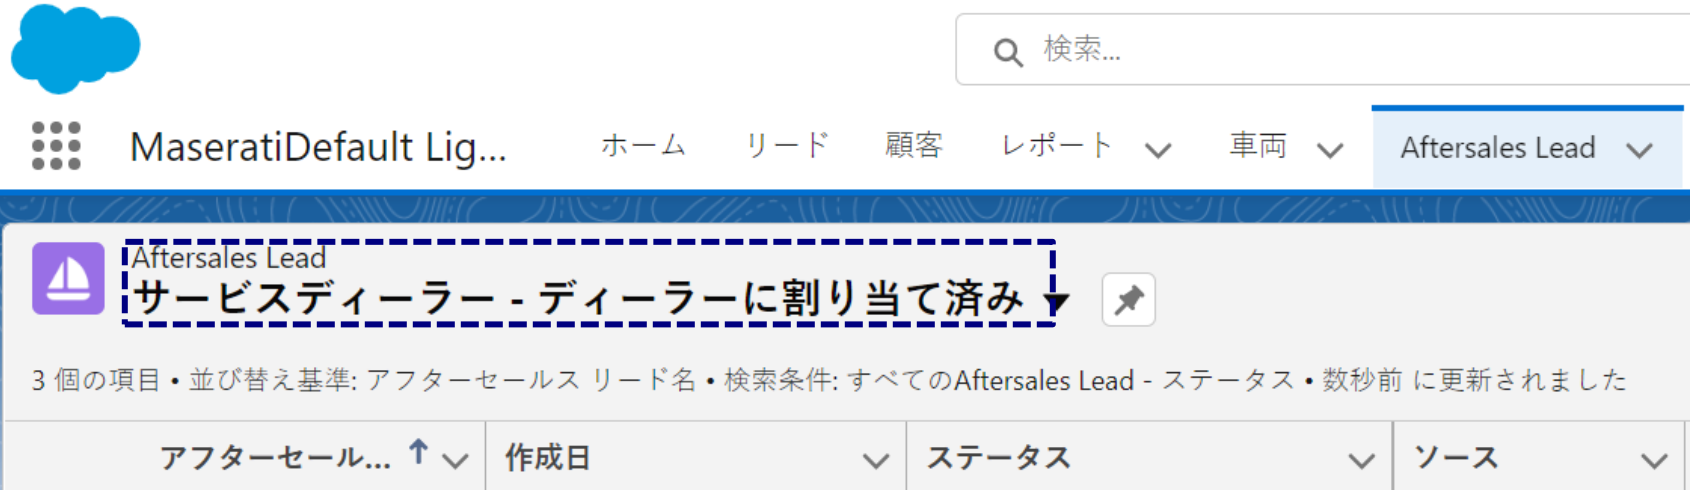 検索...
MaseratiDefault Lig... ホーム リード 顧客 レポート 車両 Aftersales Lead
Aftersales Lead
サービスディーラー - ディーラーに割り当て済み
3 個の項目 • 並び替え基準: アフターセールス リード名 • 検索条件: すべてのAftersales Lead - ステータス • 数秒前 に更新されました
アフターセール... 作成日 ステータス ソース